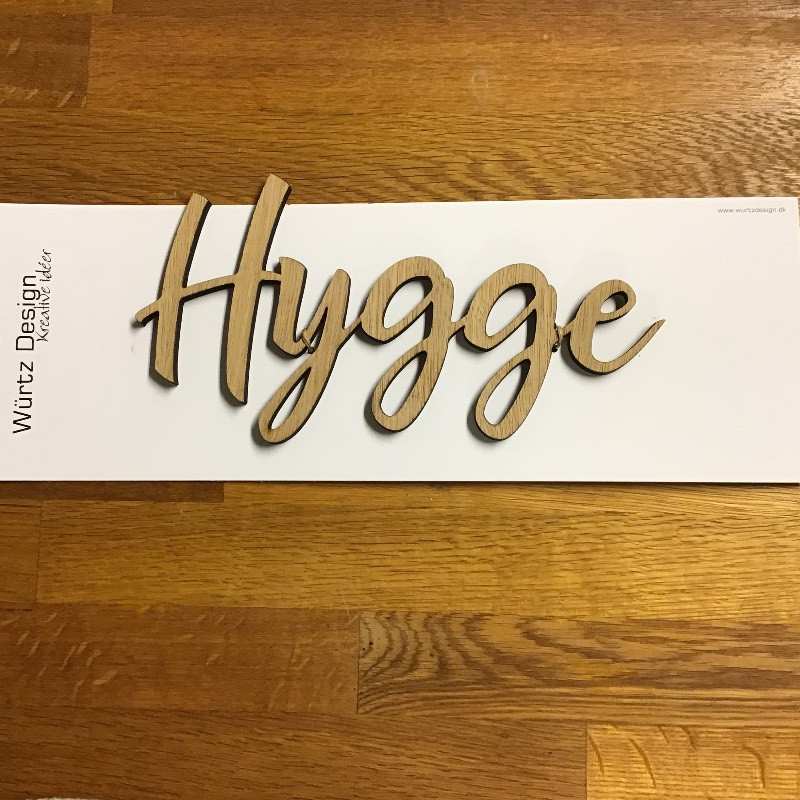 Würtz Design
Kreative idéer
www.wurtzdesign.dk
Hygge